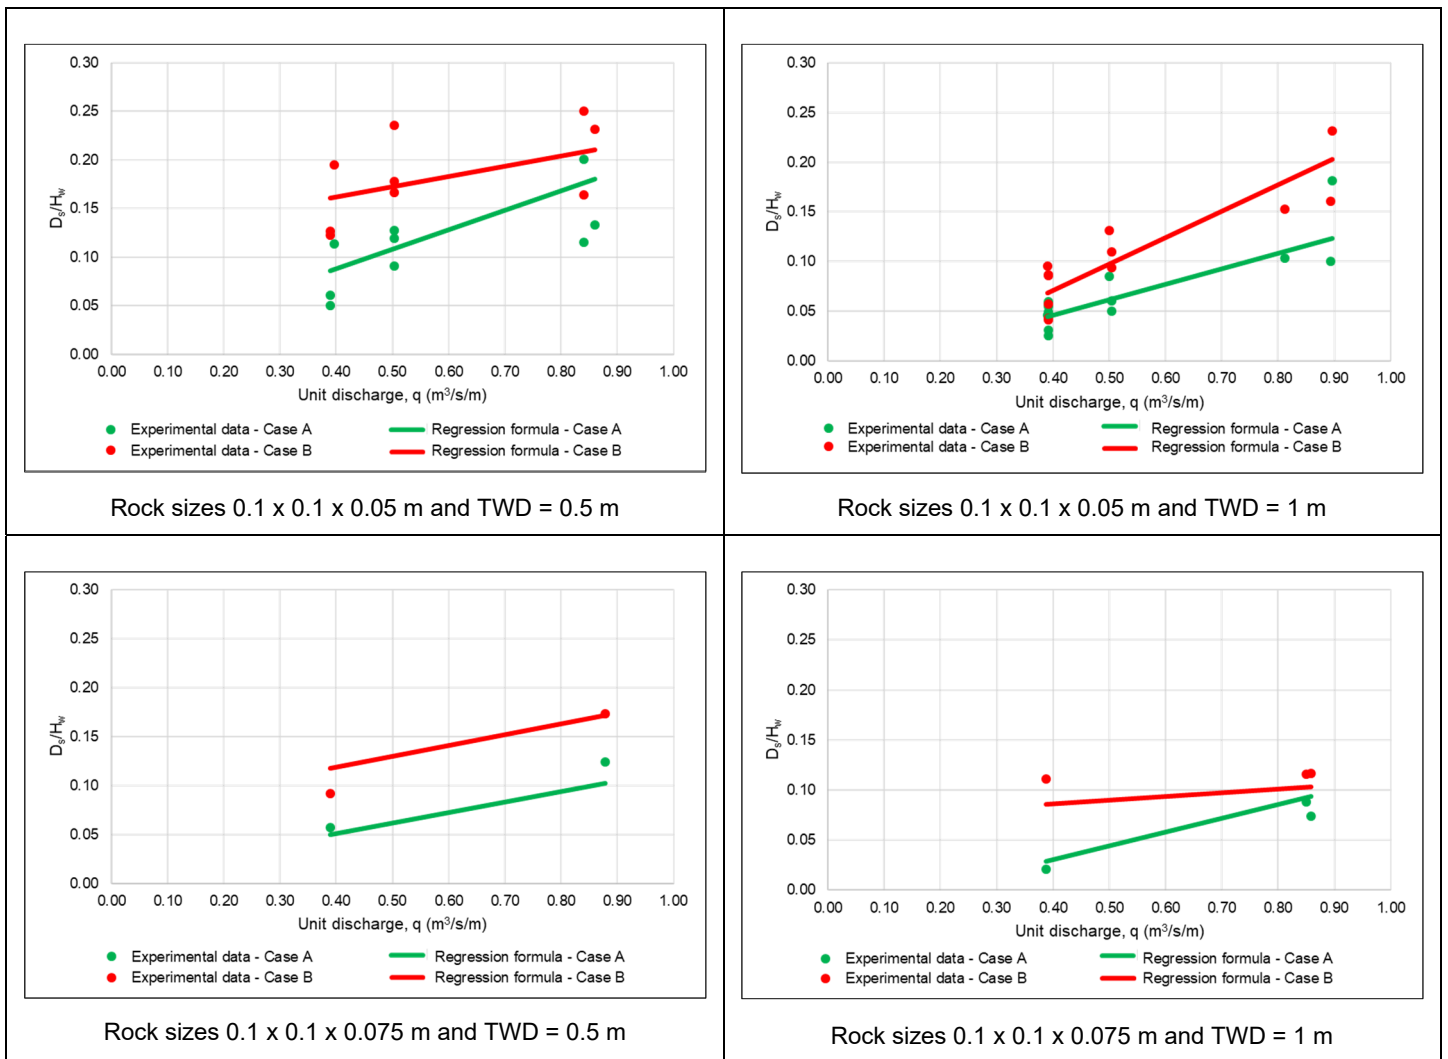 0.30
0.25
0.20
0.15
0.10
0.05
0.00
Ds/Hw
0.00 0.10 0.20 0.30 0.40 0.50 0.60 0.70 0.80 0.90 1.00
Unit discharge, q (m³/s/m)
Experimental data - Case A Regression formula - Case A
Experimental data - Case B Regression formula - Case B
Rock sizes 0.1 x 0.1 x 0.05 m and TWD = 0.5 m
0.30
0.25
0.20
0.15
0.10
0.05
0.00
Ds/Hw
0.00 0.10 0.20 0.30 0.40 0.50 0.60 0.70 0.80 0.90 1.00
Unit discharge, q (m³/s/m)
Experimental data - Case A Regression formula - Case A
Experimental data - Case B Regression formula - Case B
Rock sizes 0.1 x 0.1 x 0.05 m and TWD = 1 m
0.30
0.25
0.20
0.15
0.10
0.05
0.00
Ds/Hw
0.00 0.10 0.20 0.30 0.40 0.50 0.60 0.70 0.80 0.90 1.00
Unit discharge, q (m³/s/m)
Experimental data - Case A Regression formula - Case A
Experimental data - Case B Regression formula - Case B
Rock sizes 0.1 x 0.1 x 0.075 m and TWD = 0.5 m
0.30
0.25
0.20
0.15
0.10
0.05
0.00
Ds/Hw
0.00 0.10 0.20 0.30 0.40 0.50 0.60 0.70 0.80 0.90 1.00
Unit discharge, q (m³/s/m)
Experimental data - Case A Regression formula - Case A
Experimental data - Case B Regression formula - Case B
Rock sizes 0.1 x 0.1 x 0.075 m and TWD = 1 m